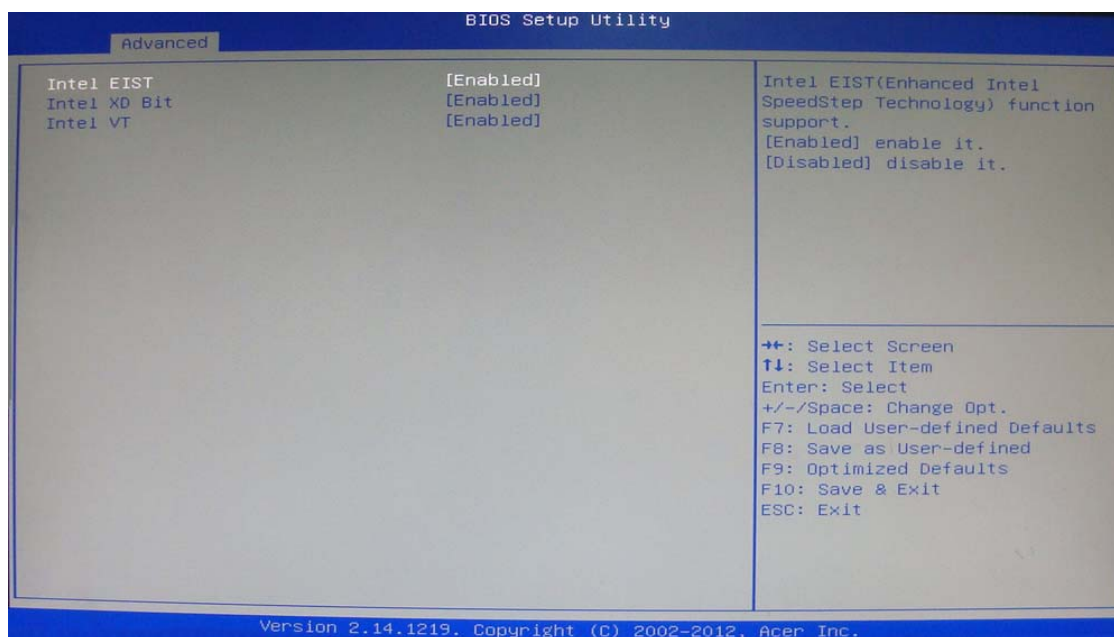 BIOS Setup Utility
Advanced
Intel EIST [Enabled]
Intel XD Bit [Enabled]
Intel VT [Enabled]
Intel EIST(Enhanced Intel
SpeedStep Technology) function
support.
[Enabled] enable it.
[Disabled] disable it.
→←: Select Screen
↑↓: Select Item
Enter: Select
+/-/Space: Change Opt.
F7: Load User-defined Defaults
F8: Save as User-defined
F9: Optimized Defaults
F10: Save & Exit
ESC: Exit
Version 2.14.1219. Copyright (C) 2002-2012, Acer Inc.